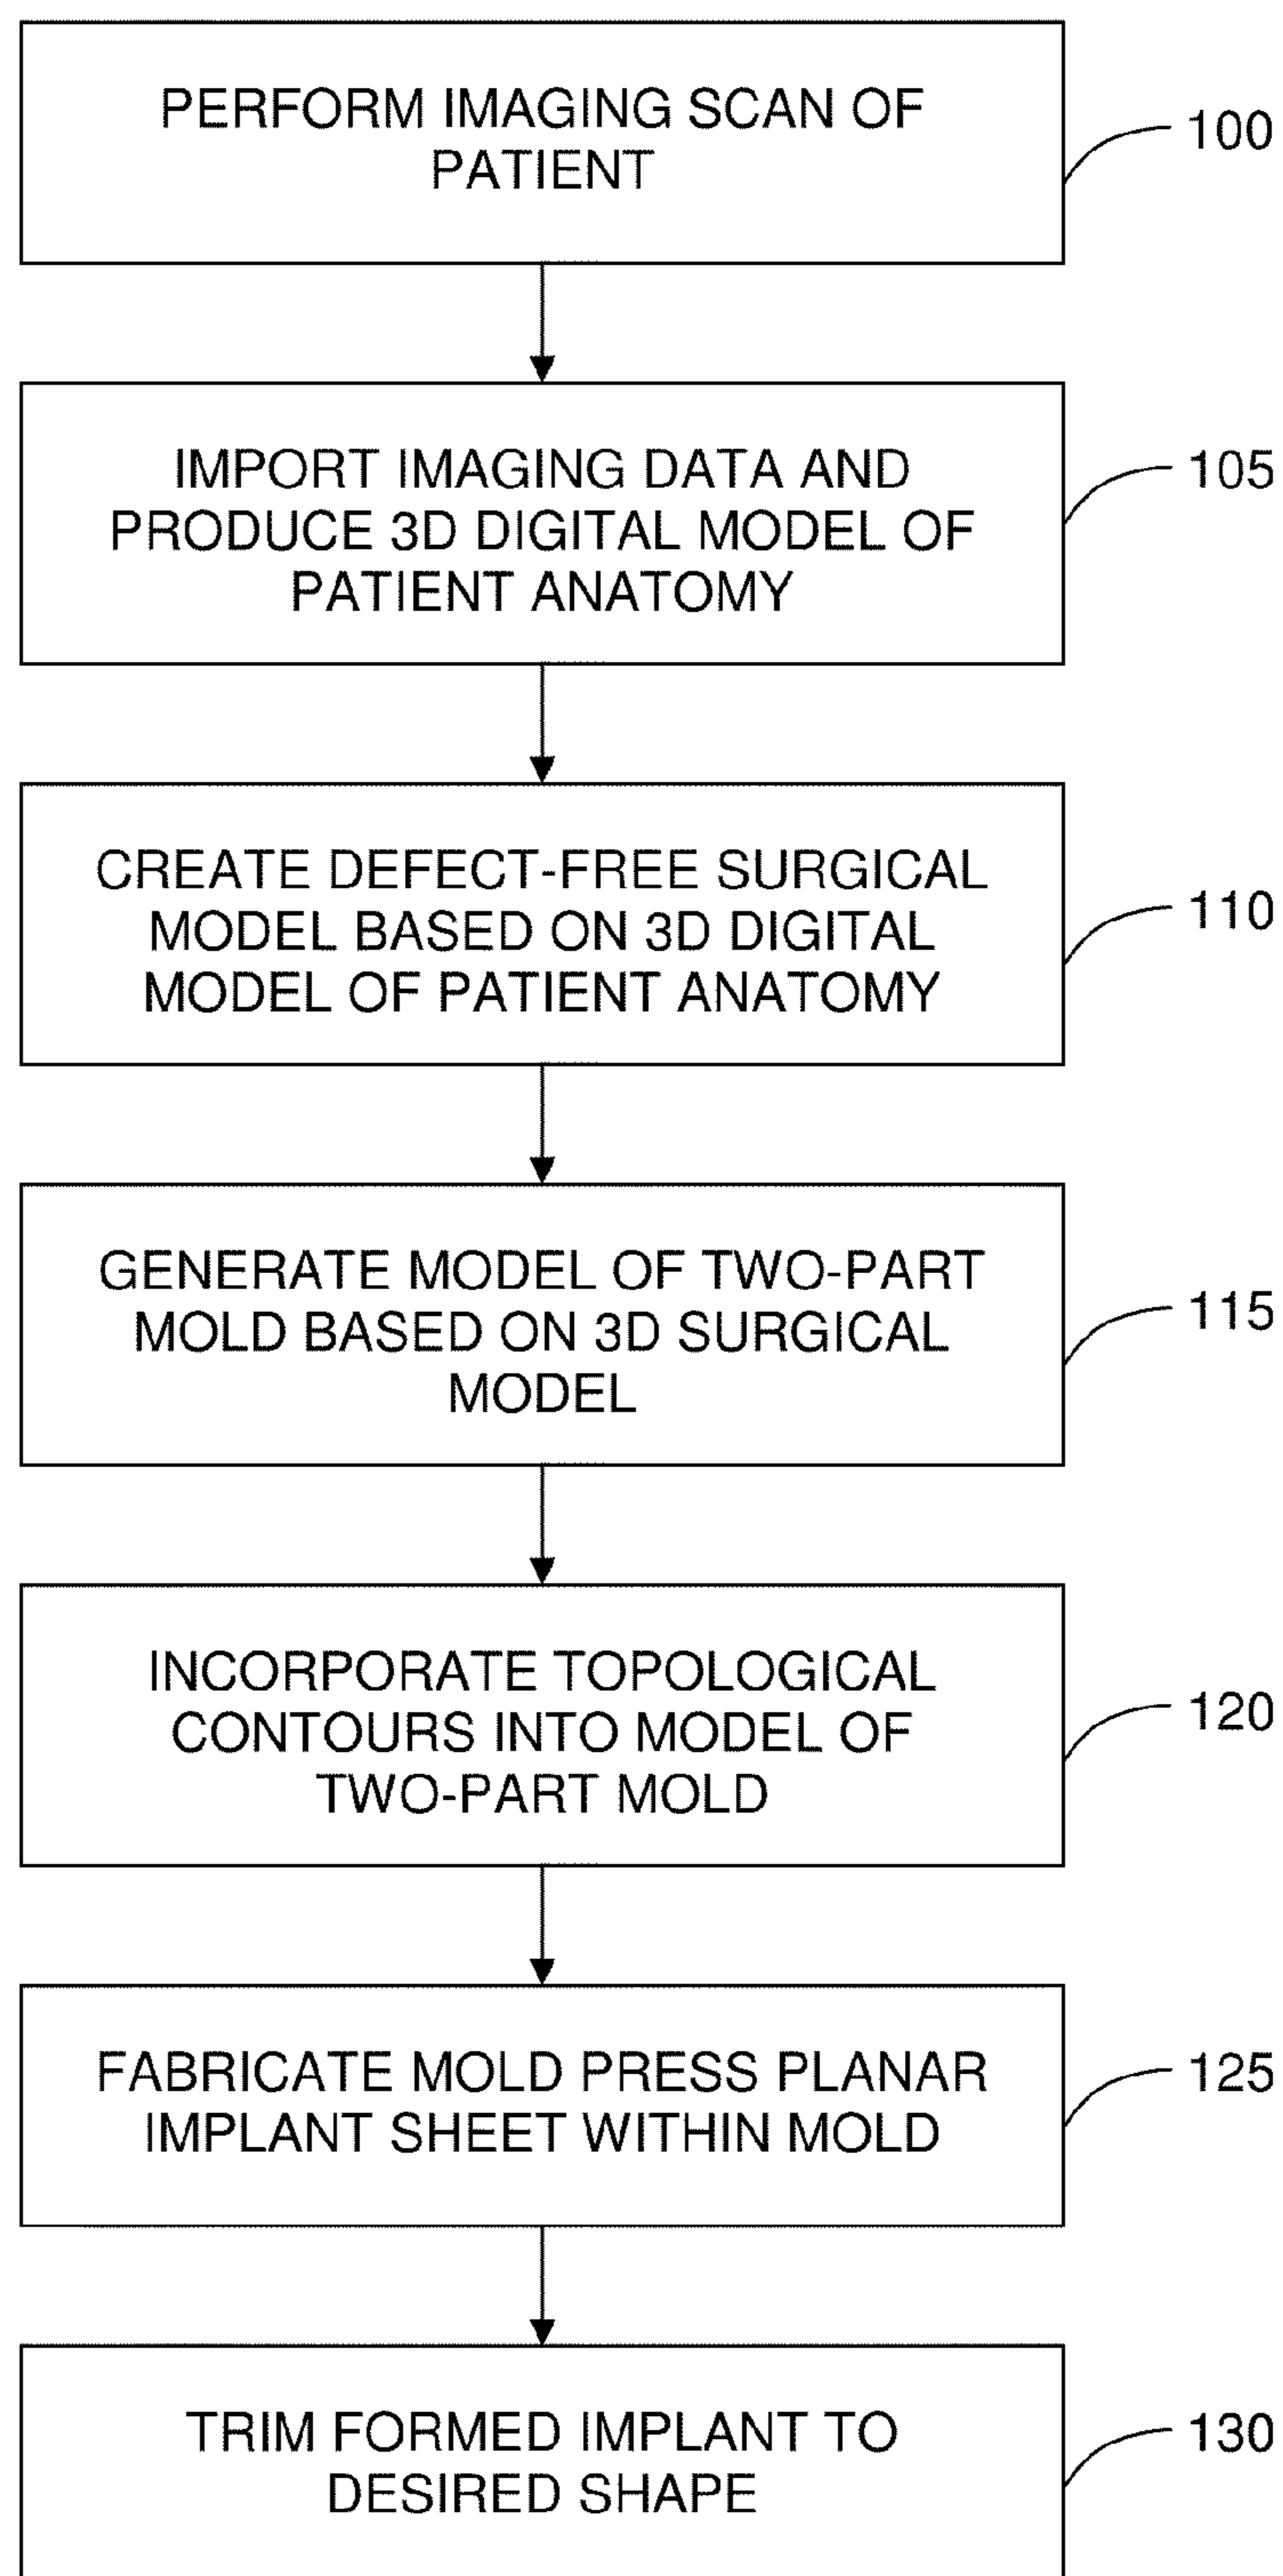 PERFORM IMAGING SCAN OF
PATIENT
100
IMPORT IMAGING DATA AND
PRODUCE 3D DIGITAL MODEL OF
PATIENT ANATOMY
105
CREATE DEFECT-FREE SURGICAL
MODEL BASED ON 3D DIGITAL
MODEL OF PATIENT ANATOMY
110
GENERATE MODEL OF TWO-PART
MOLD BASED ON 3D SURGICAL
MODEL
115
INCORPORATE TOPOLOGICAL
CONTOURS INTO MODEL OF
TWO-PART MOLD
120
FABRICATE MOLD PRESS PLANAR
IMPLANT SHEET WITHIN MOLD
125
TRIM FORMED IMPLANT TO
DESIRED SHAPE
130